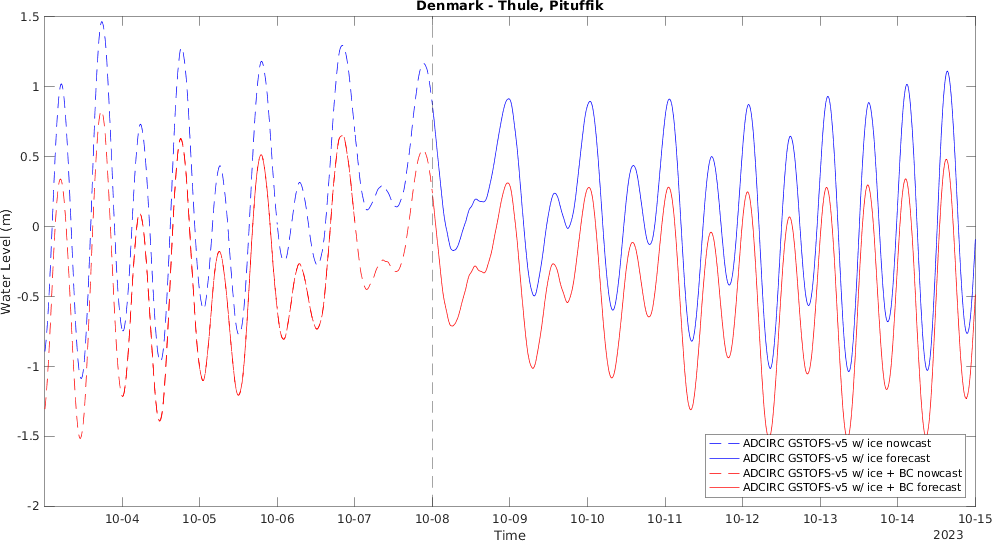 Denmark - Thule, Pituffik
1.5
1
0.5
0
-0.5
-1
-1.5
-2
Water Level (m)
ADCIRC GSTOFS-v5 w/ ice nowcast
ADCIRC GSTOFS-v5 w/ ice forecast
ADCIRC GSTOFS-v5 w/ ice + BC nowcast
ADCIRC GSTOFS-v5 w/ ice + BC forecast
10-04 10-05 10-06 10-07 10-08 10-09 10-10 10-11 10-12 10-13 10-14 10-15
Time
2023